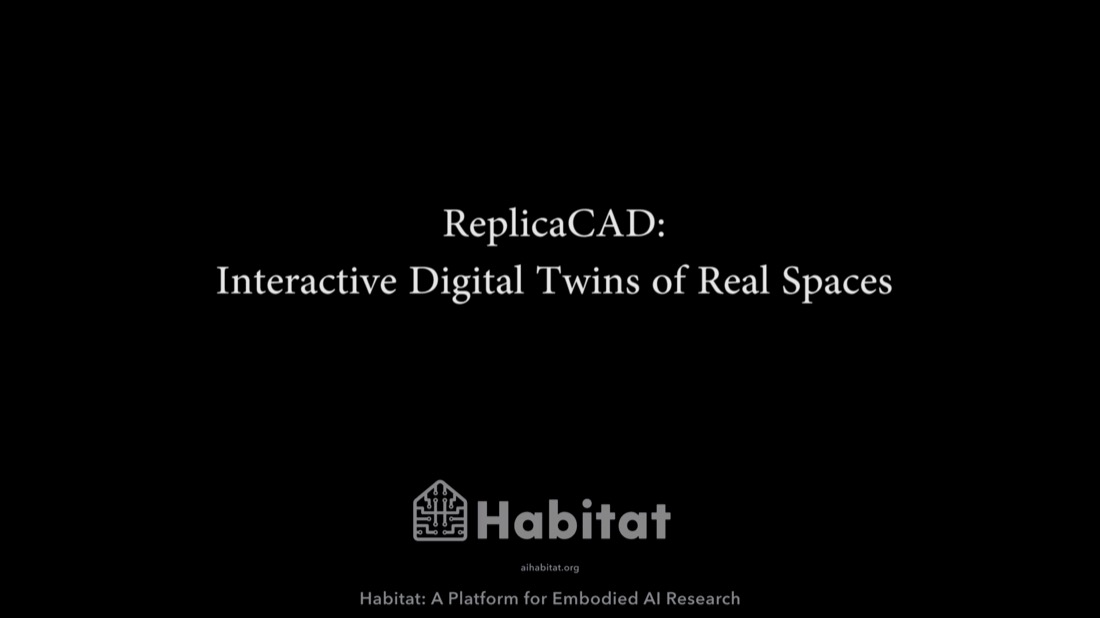 ReplicaCAD:
Interactive Digital Twins of Real Spaces
Habitat
aihabitat.org
Habitat: A Platform for Embodied AI Research